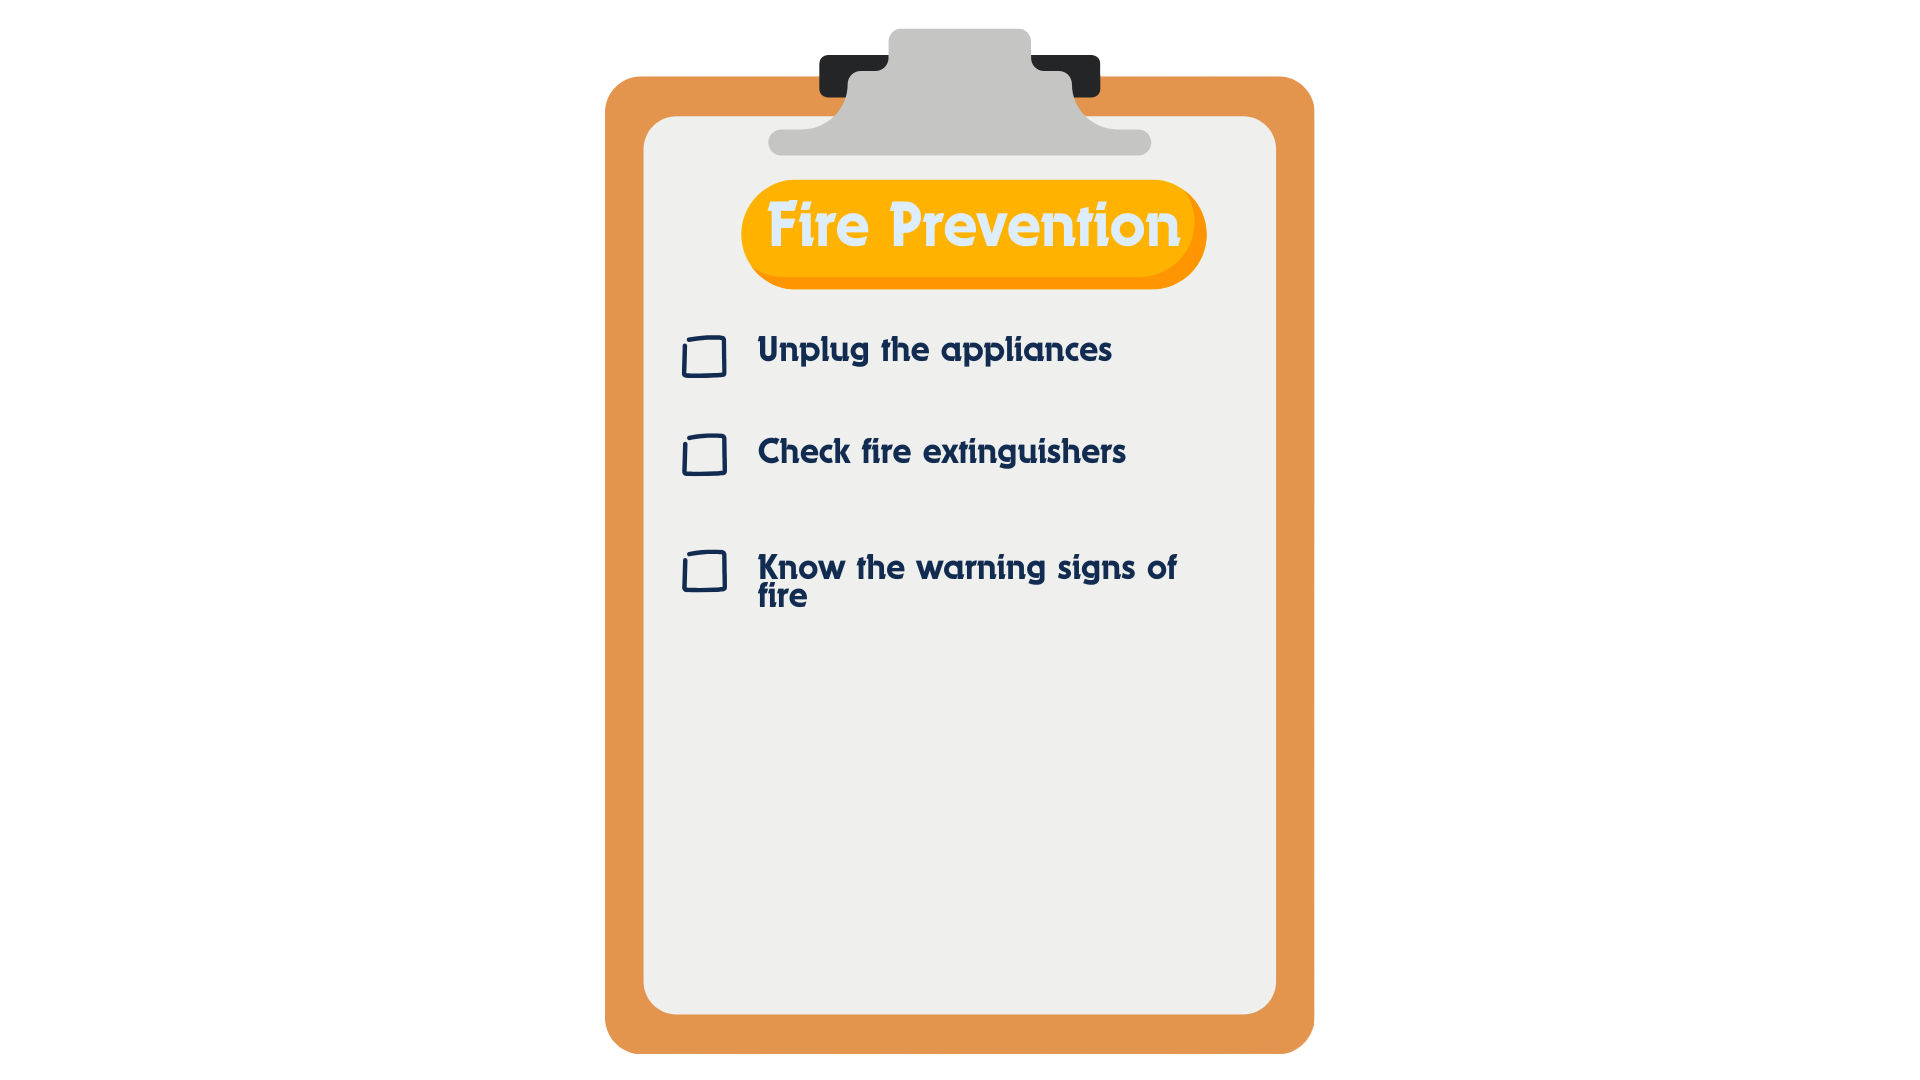 Fire Prevention
Unplug the appliances
Check fire extinguishers
Know the warning signs of
fire